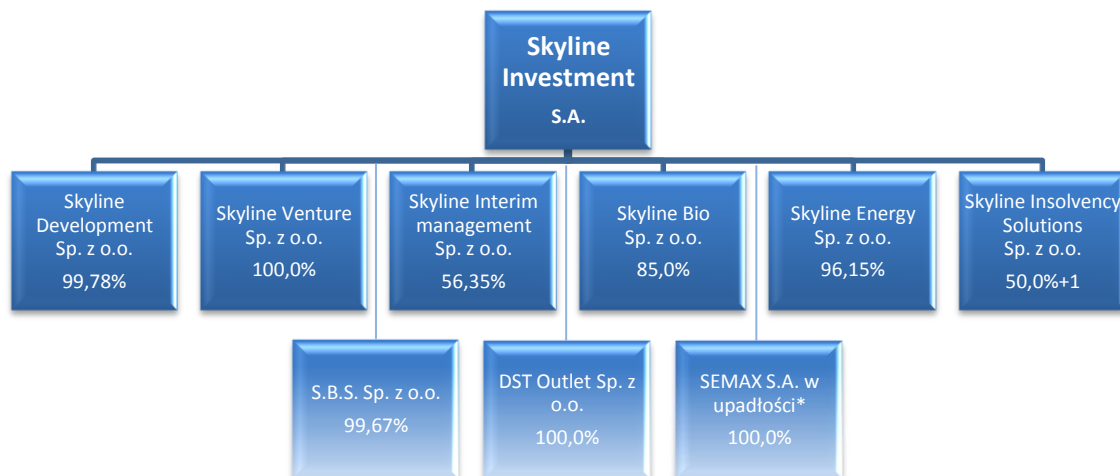 Skyline
Investment
S.A.
Skyline
Development
Sp. z o.o.
99,78%
Skyline Venture
Sp. z o.o.
100,0%
Skyline Interim
management
Sp. z o.o.
56,35%
Skyline Bio
Sp. z o.o.
85,0%
Skyline Energy
Sp. z o.o.
96,15%
Skyline Insolvency
Solutions
Sp. z o.o.
50,0%+1
S.B.S. Sp. z o.o.
99,67%
DST Outlet Sp. z
o.o.
100,0%
SEMAX S.A. w
upadłości*
100,0%